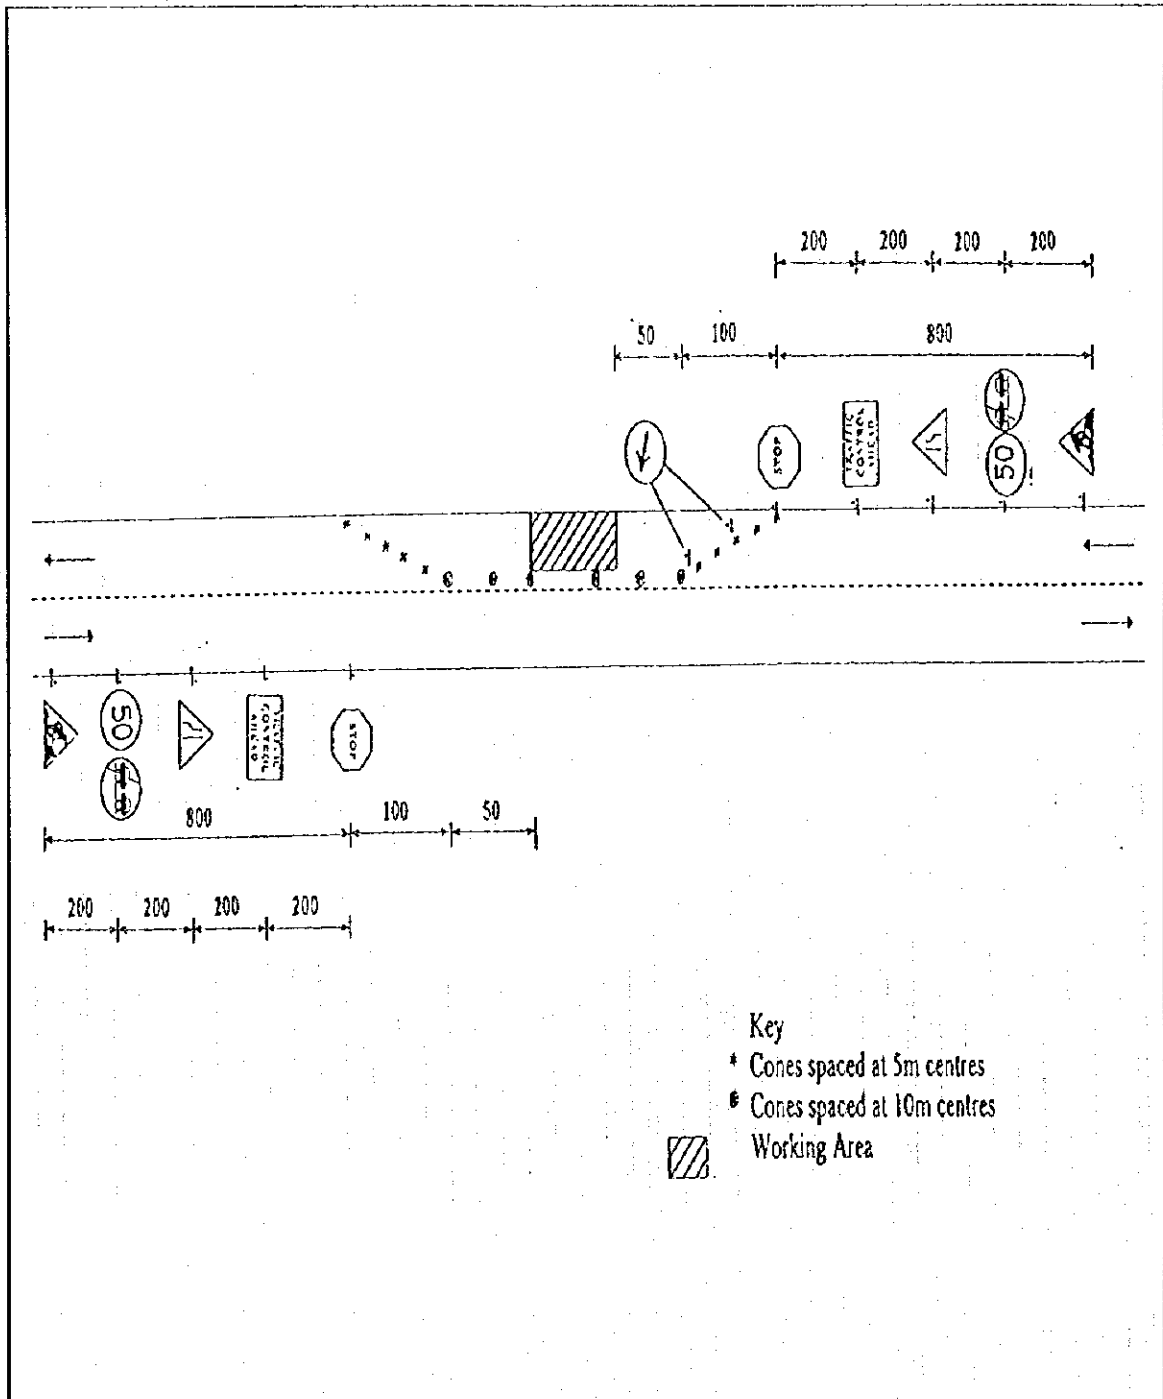 200 200 200 200
50 100 800
STOP
TRAFFIC
CONTROL
AHEAD
50
50
TRAFFIC
CONTROL
AHEAD
STOP
800 100 50
200 200 200 200
Key
* Cones spaced at 5m centres
Cones spaced at 10m centres
Working Area